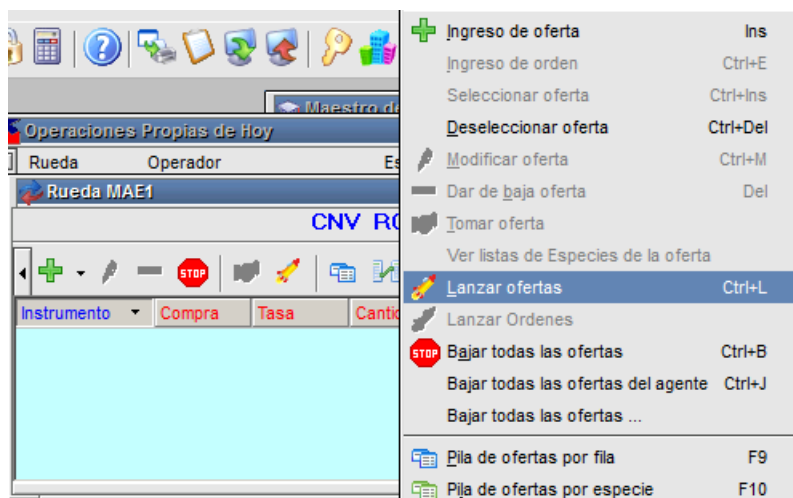 Ingreso de oferta Ins
Ingreso de orden Ctrl+E
Seleccionar oferta Ctrl+Ins
Deseleccionar oferta Ctrl+Del
Modificar oferta Ctrl+M
Dar de baja oferta Del
Tomar oferta
Ver listas de Especies de la oferta
Lanzar ofertas Ctrl+L
Lanzar Ordenes
STOP Bajar todas las ofertas Ctrl+B
Bajar todas las ofertas del agente Ctrl+J
Bajar todas las ofertas ...
Pila de ofertas por fila F9
Pila de ofertas por especie F10
Maestro de
Operaciones Propias de Hoy
Rueda Operador Es
Rueda MAE1
CNV RO
STOP
Instrumento Compra Tasa Cantid